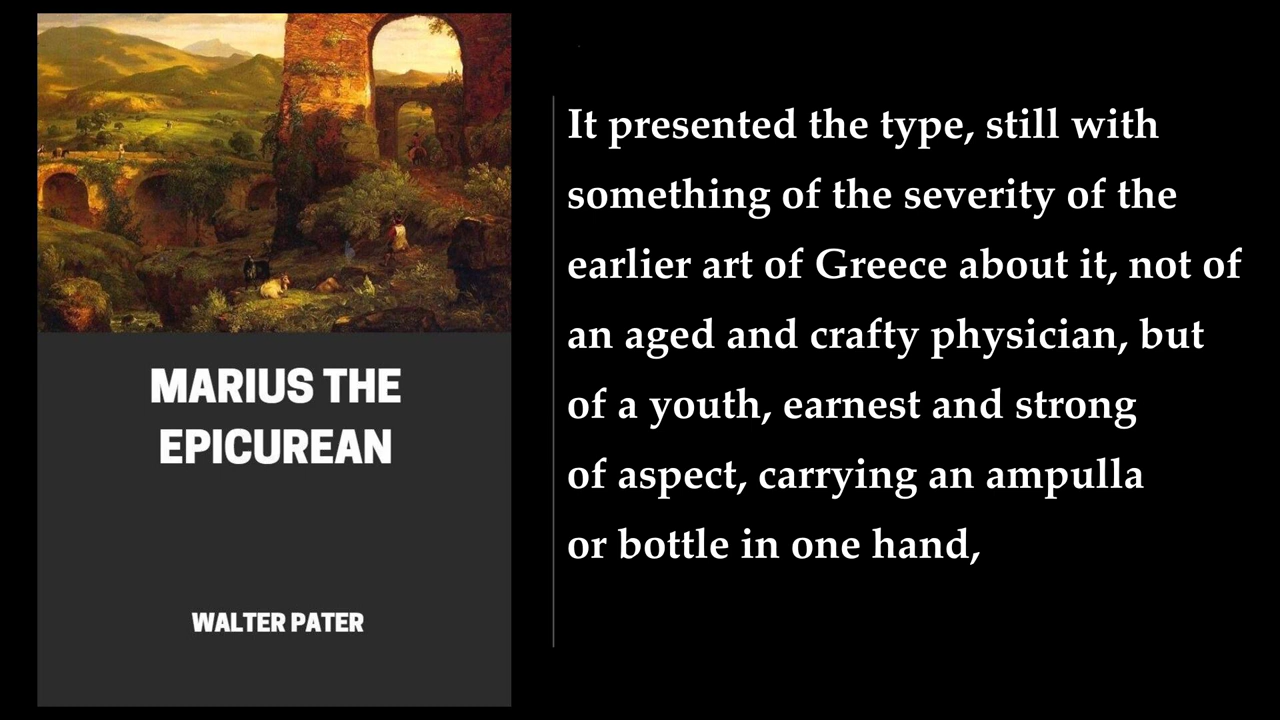 MARIUS THE
EPICUREAN
WALTER PATER
It presented the type, still with
something of the severity of the
earlier art of Greece about it, not of
an aged and crafty physician, but
of a youth, earnest and strong
of aspect, carrying an ampulla
or bottle in one hand,